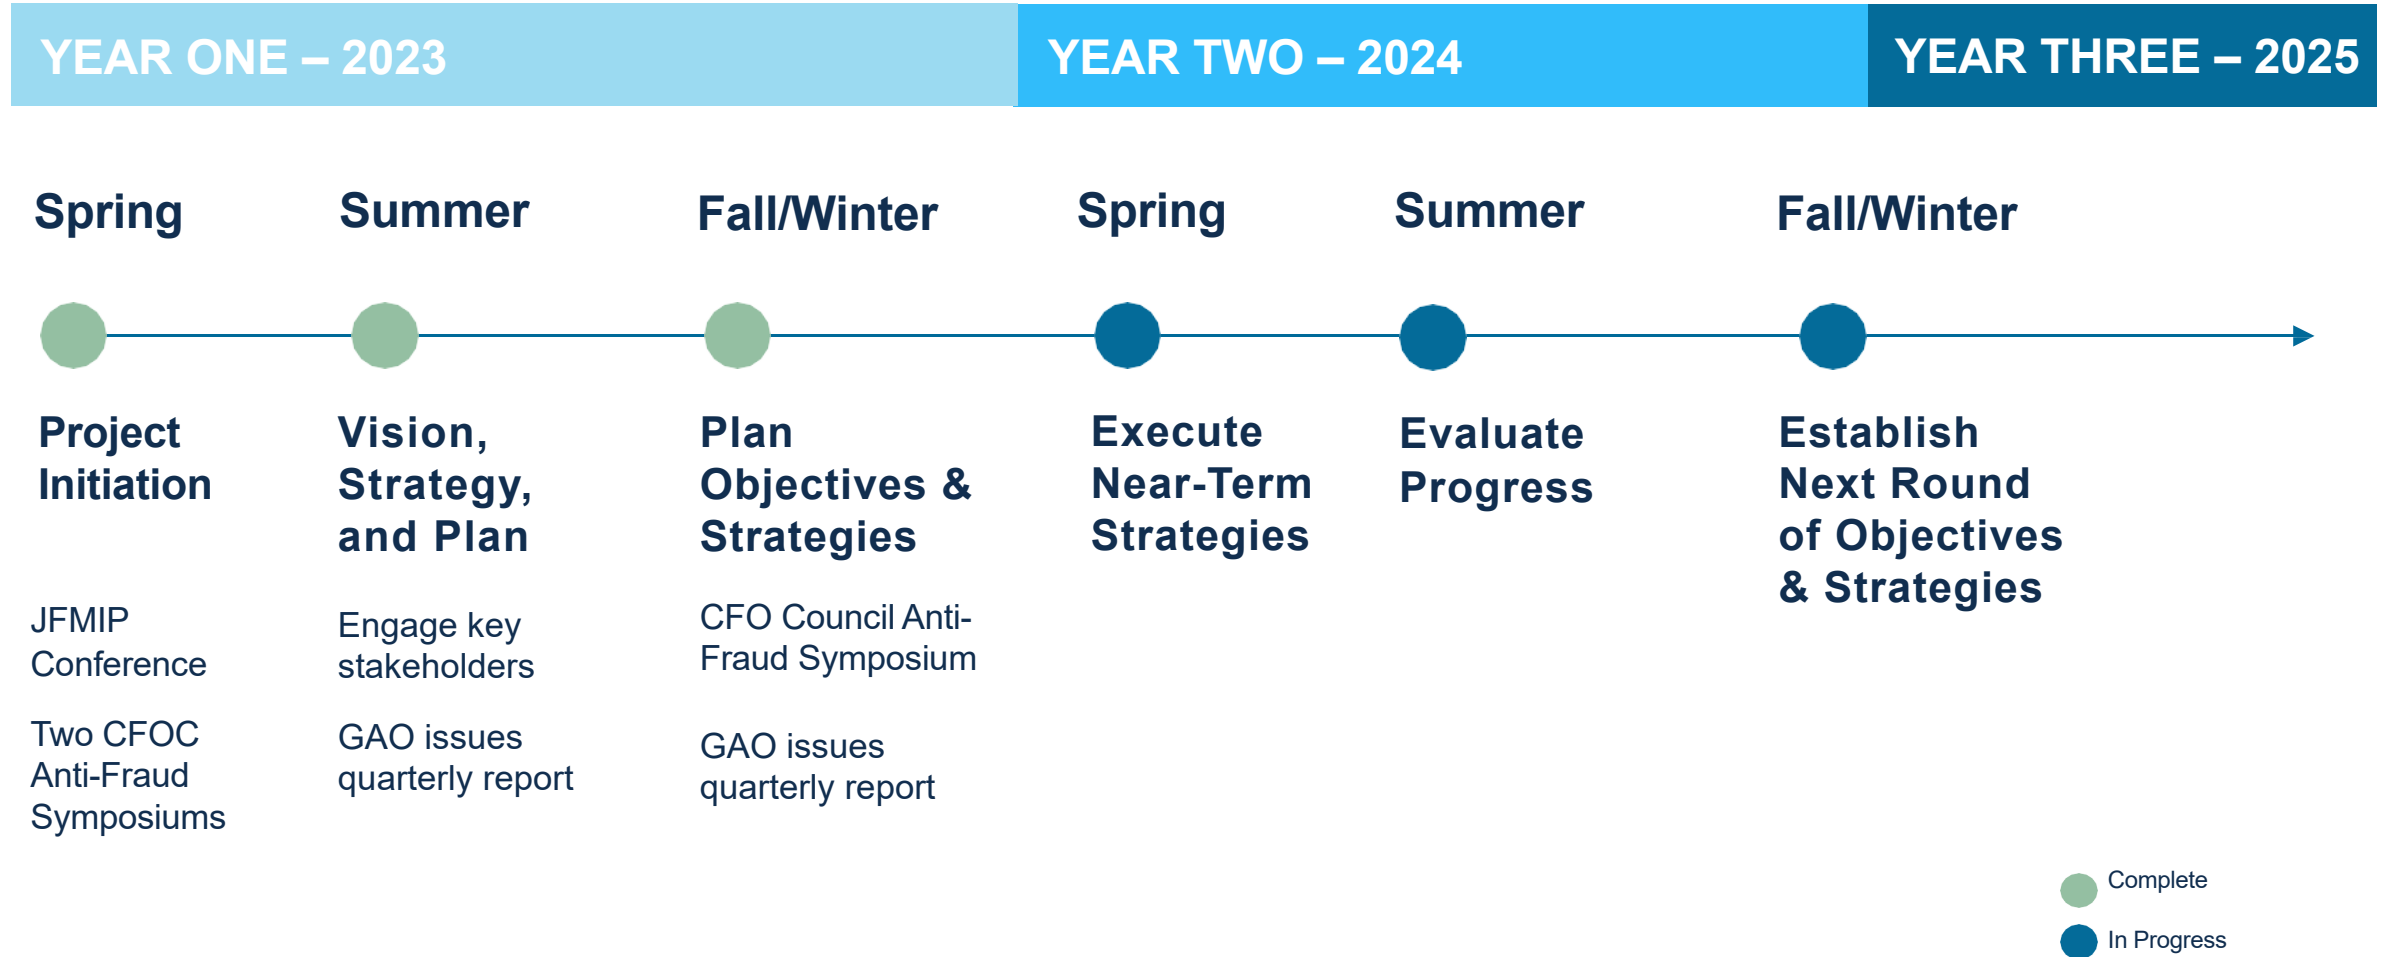 YEAR ONE – 2023
YEAR TWO – 2024
YEAR THREE – 2025
Spring
Summer
Fall/Winter
Spring
Summer
Fall/Winter
Project
Initiation
JFMIP
Conference
Two CFOC
Anti-Fraud
Symposiums
Vision,
Strategy,
and Plan
Engage key
stakeholders
GAO issues
quarterly report
Plan
Objectives &
Strategies
CFO Council Anti-
Fraud Symposium
GAO issues
quarterly report
Execute
Near-Term
Strategies
Evaluate
Progress
Establish
Next Round
of Objectives
& Strategies
Complete
In Progress